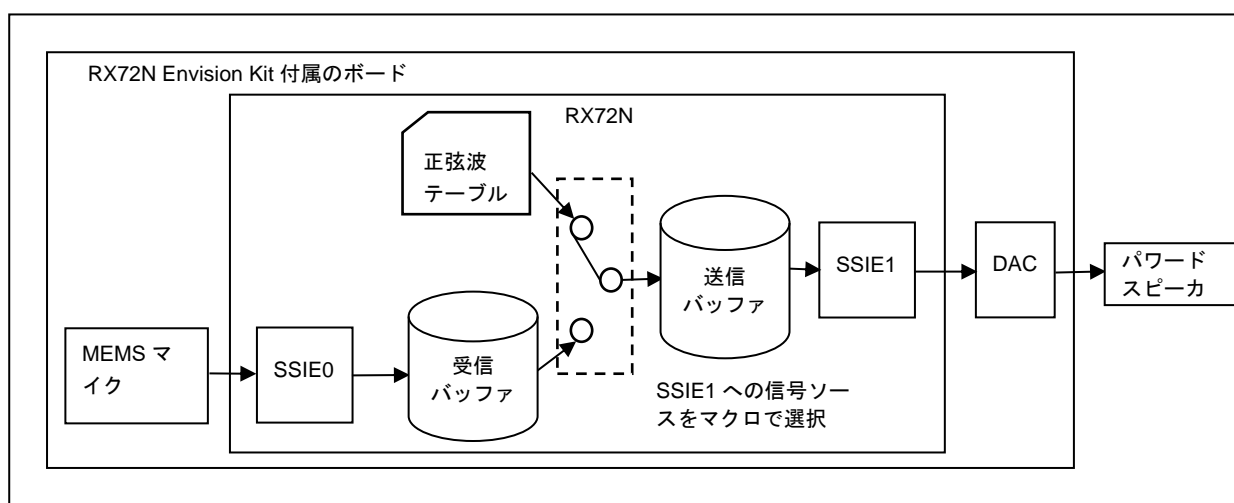 RX72N Envision Kit 付属のボード
RX72N
正弦波
テーブル
MEMS マ
イク
SSIE0
受信
バッファ
送信
バッファ
SSIE1 への信号ソー
スをマクロで選択
SSIE1
DAC
パワード
スピーカ